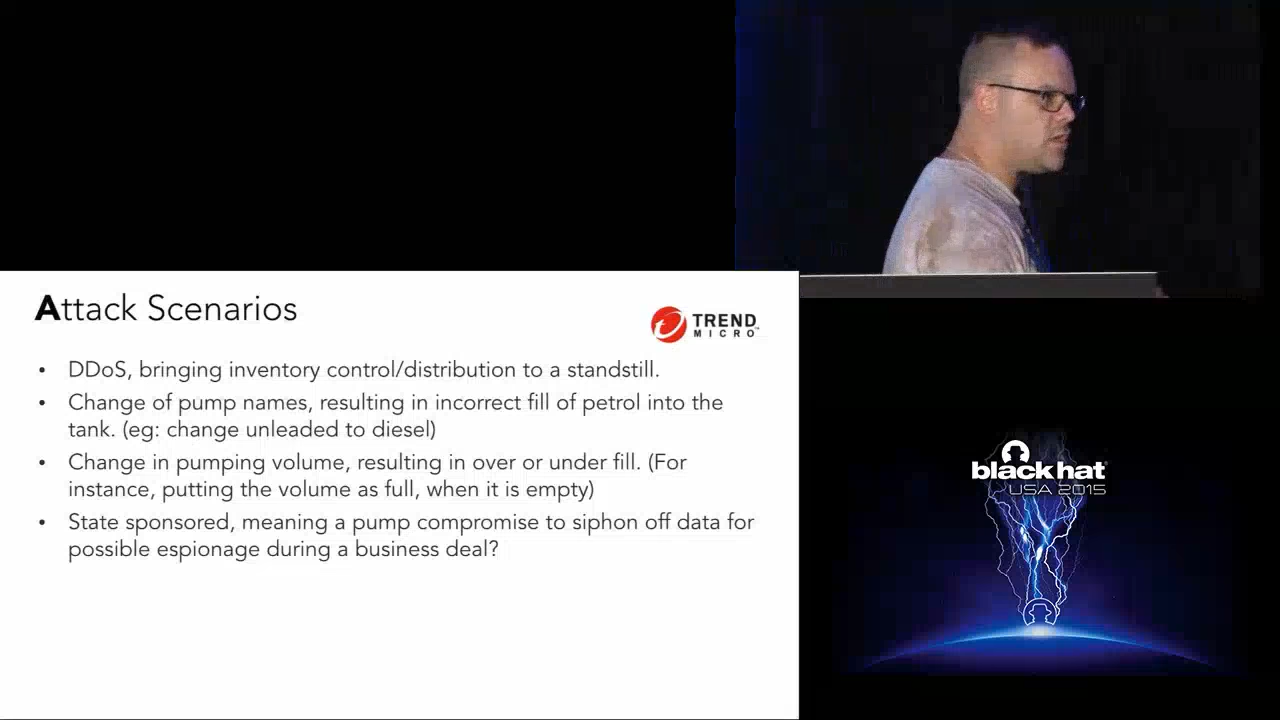 Attack Scenarios
TREND
MICRO™
• DDoS, bringing inventory control/distribution to a standstill.
• Change of pump names, resulting in incorrect fill of petrol into the
tank. (eg: change unleaded to diesel)
• Change in pumping volume, resulting in over or under fill. (For
instance, putting the volume as full, when it is empty)
• State sponsored, meaning a pump compromise to siphon off data for
possible espionage during a business deal?
black hat
USA 2015